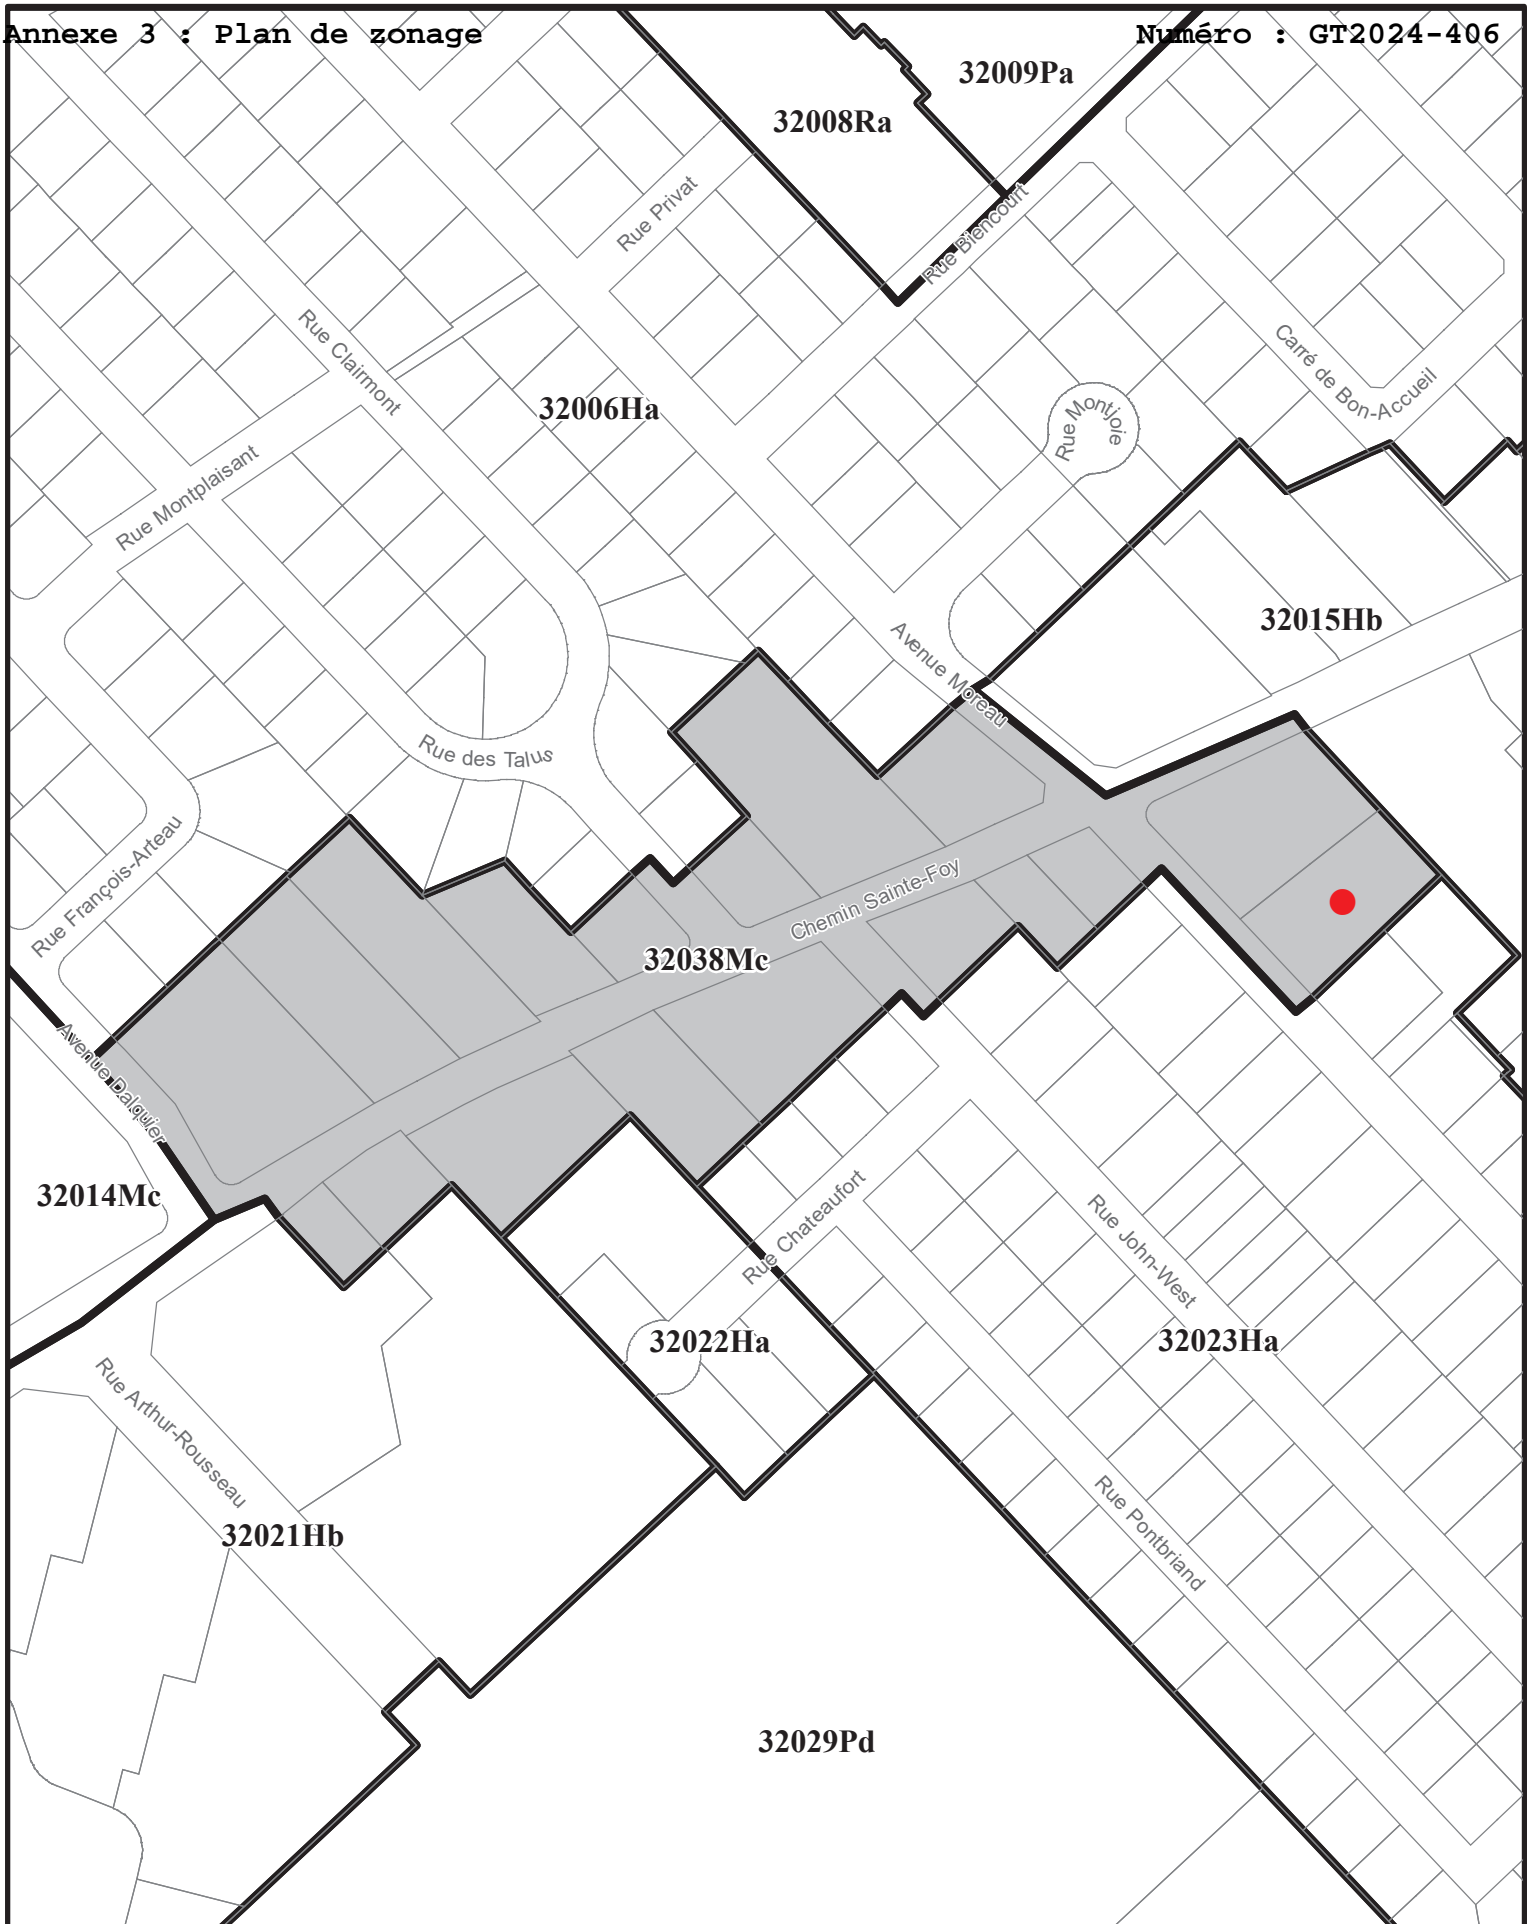 Annexe 3 : Plan de zonage
Numéro : GT2024-406
32009Pa
32008Ra
Rue Privat
Rue Biencourt
Rue Clairmont
Carré de Bon-Accueil
32006Ha
Rue Montjoie
Rue Montplaisant
32015Hb
Avenue Moreau
Rue des Talus
Rue François-Arteau
Chemin Sainte-Foy
32038Mc
Avenue Dalquier
32014Mc
Rue Chateaufort
Rue John-West
32022Ha
32023Ha
Rue Arthur-Rousseau
Rue Pontbriand
32021Hb
32029Pd